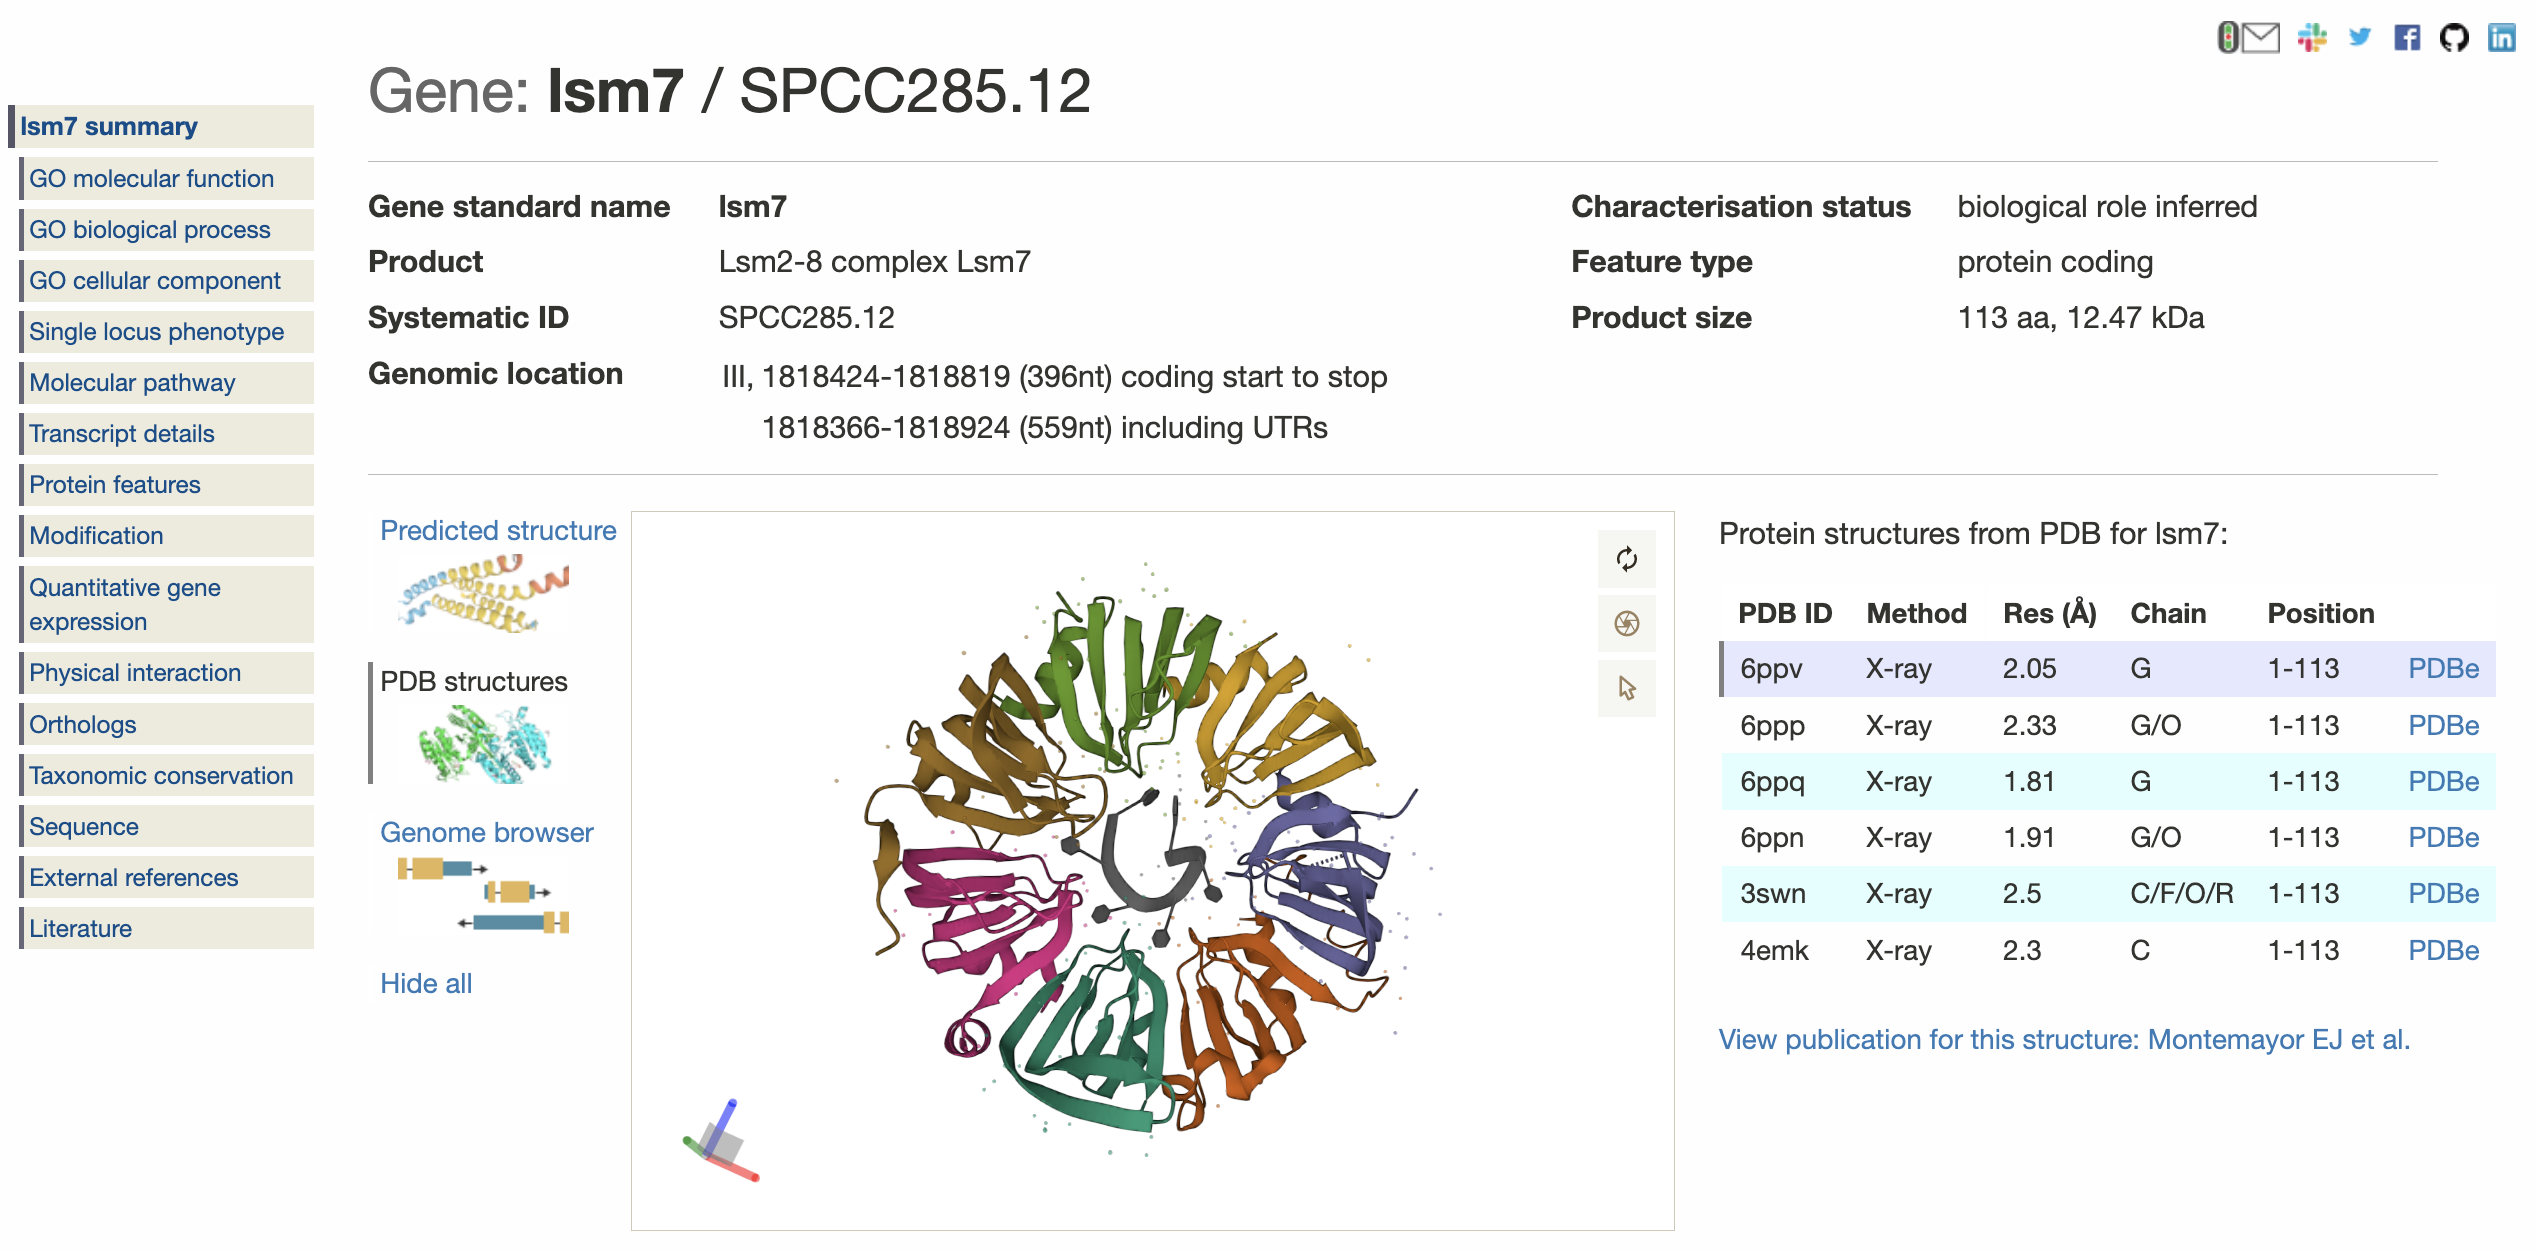 Gene: lsm7 / SPCC285.12
lsm7 summary
GO molecular function
GO biological process
GO cellular component
Single locus phenotype
Molecular pathway
Transcript details
Protein features
Modification
Quantitative gene
expression
Physical interaction
Orthologs
Taxonomic conservation
Sequence
External references
Literature
Gene standard name lsm7
Product Lsm2-8 complex Lsm7
Systematic ID SPCC285.12
Genomic location III, 1818424-1818819 (396nt) coding start to stop
1818366-1818924 (559nt) including UTRs
Characterisation status biological role inferred
Feature type protein coding
Product size 113 aa, 12.47 kDa
Predicted structure
PDB structures
Genome browser
Hide all
Protein structures from PDB for lsm7:
PDB ID Method Res (Å) Chain Position
6ppv X-ray 2.05 G 1-113 PDBe
6ppp X-ray 2.33 G/O 1-113 PDBe
6ppq X-ray 1.81 G 1-113 PDBe
6ppn X-ray 1.91 G/O 1-113 PDBe
3swn X-ray 2.5 C/F/O/R 1-113 PDBe
4emk X-ray 2.3 C 1-113 PDBe
View publication for this structure: Montemayor EJ et al.